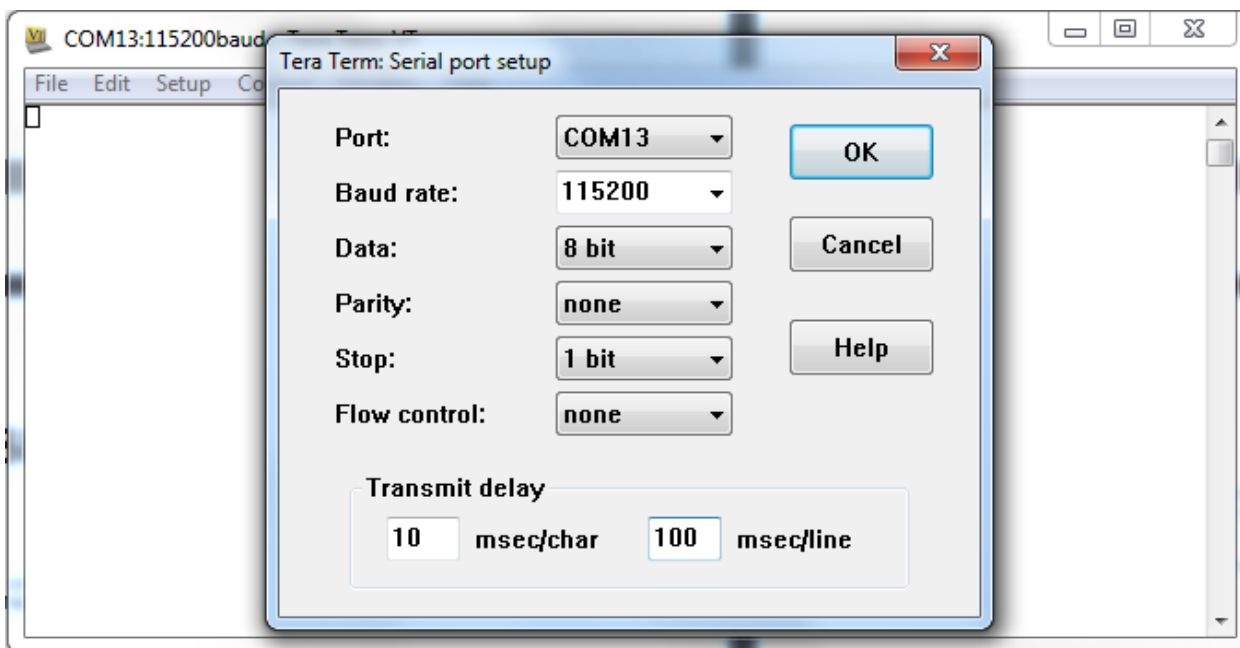 COM13:115200baud
Tera Term: Serial port setup
File Edit Setup Co
Port: COM13
OK
Baud rate: 115200
Data: 8 bit
Cancel
Parity: none
Stop: 1 bit
Help
Flow control: none
Transmit delay
10 msec/char 100 msec/line